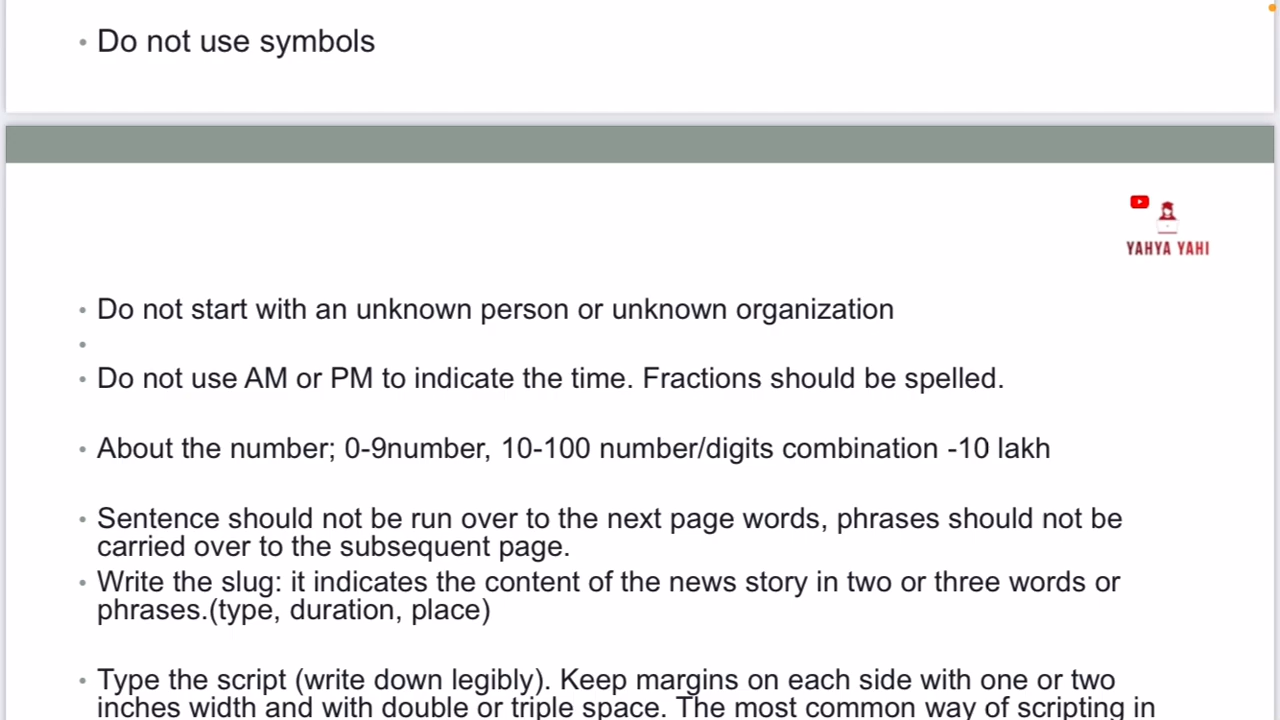 • Do not use symbols
YAHYA YAHI
• Do not start with an unknown person or unknown organization
•
• Do not use AM or PM to indicate the time. Fractions should be spelled.
• About the number; 0-9number, 10-100 number/digits combination -10 lakh
• Sentence should not be run over to the next page words, phrases should not be
carried over to the subsequent page.
• Write the slug: it indicates the content of the news story in two or three words or
phrases.(type, duration, place)
• Type the script (write down legibly). Keep margins on each side with one or two
inches width and with double or triple space. The most common way of scripting in